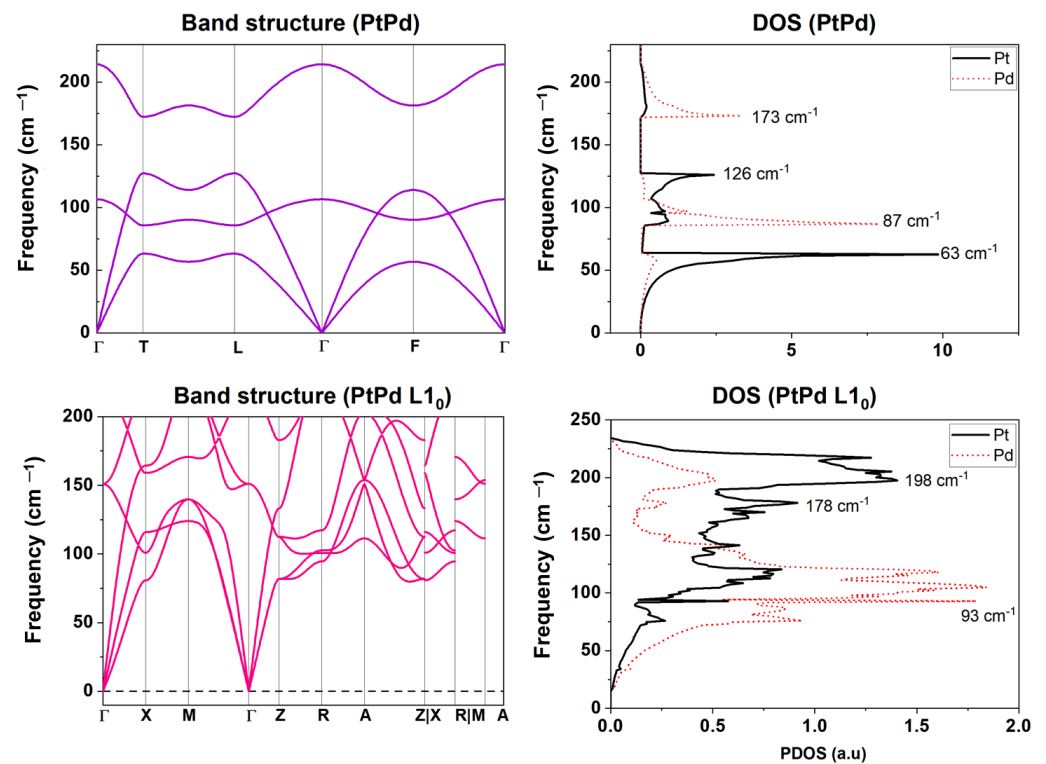 Band structure (PtPd)
Frequency (cm ⁻¹)
200
150
100
50
0
Γ T L Γ F Γ
DOS (PtPd)
Frequency (cm ⁻¹)
200
150
100
50
0
Pt
Pd
173 cm⁻¹
126 cm⁻¹
87 cm⁻¹
63 cm⁻¹
0 5 10
Band structure (PtPd L1₀)
Frequency (cm ⁻¹)
200
150
100
50
0
Γ X M Γ Z R A Z|X R|M A
DOS (PtPd L1₀)
Frequency (cm ⁻¹)
250
200
150
100
50
0
Pt
Pd
198 cm⁻¹
178 cm⁻¹
93 cm⁻¹
0.0 0.5 1.0 1.5 2.0
PDOS (a.u)